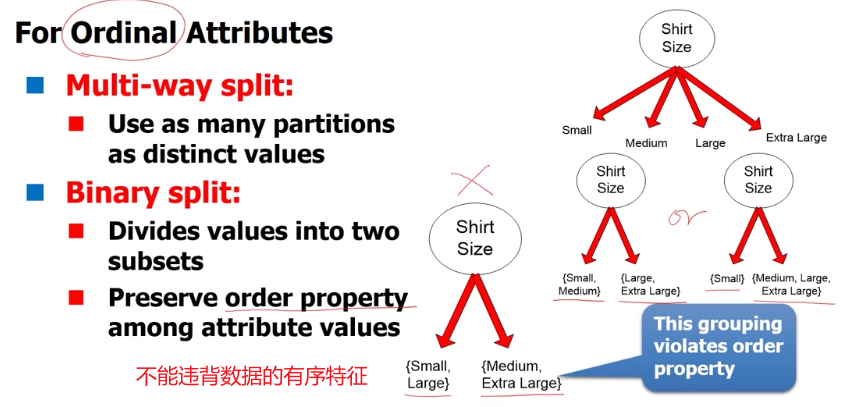 For Ordinal Attributes
Multi-way split:
Use as many partitions
as distinct values
Binary split:
Divides values into two
subsets
Preserve order property
among attribute values
不能违背数据的有序特征
Shirt
Size
Small
Medium
Large
Extra Large
Shirt
Size
{Small,
Medium}
{Large,
Extra Large}
or
Shirt
Size
{Small}
{Medium, Large,
Extra Large}
Shirt
Size
{Small,
Large}
{Medium,
Extra Large}
This grouping
violates order
property